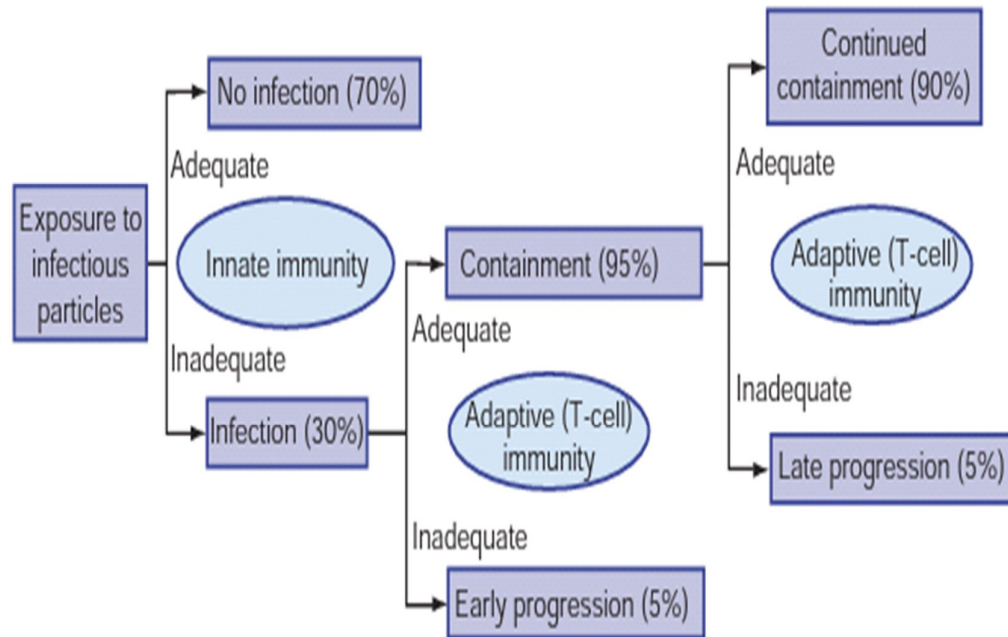 Exposure to
infectious
particles
Adequate
No infection (70%)
Innate immunity
Inadequate
Infection (30%)
Adequate
Containment (95%)
Adaptive (T-cell)
immunity
Inadequate
Early progression (5%)
Adequate
Continued
containment (90%)
Adaptive (T-cell)
immunity
Inadequate
Late progression (5%)